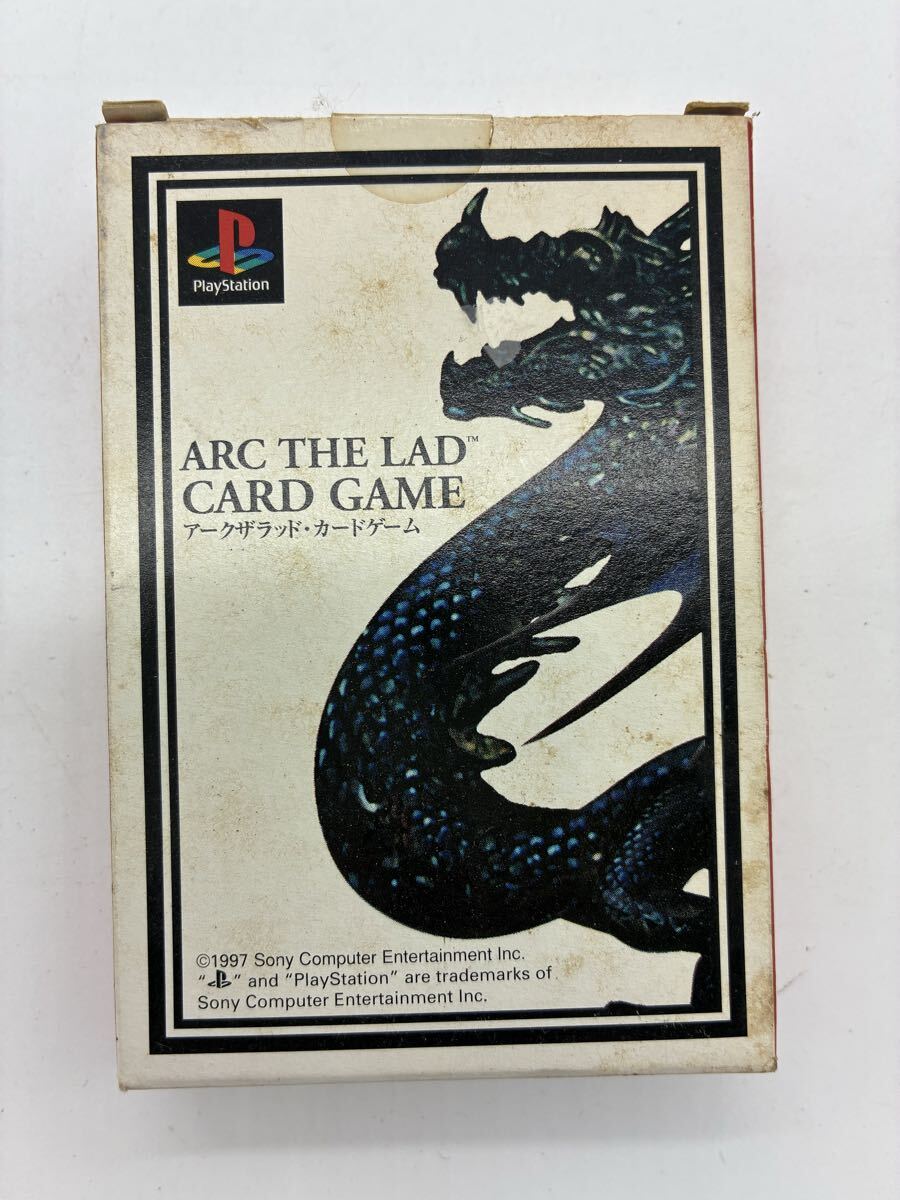 PlayStation
ARC THE LAD™
CARD GAME
アークザラッド・カードゲーム
©1997 Sony Computer Entertainment Inc.
“ ” and “PlayStation” are trademarks of
Sony Computer Entertainment Inc.